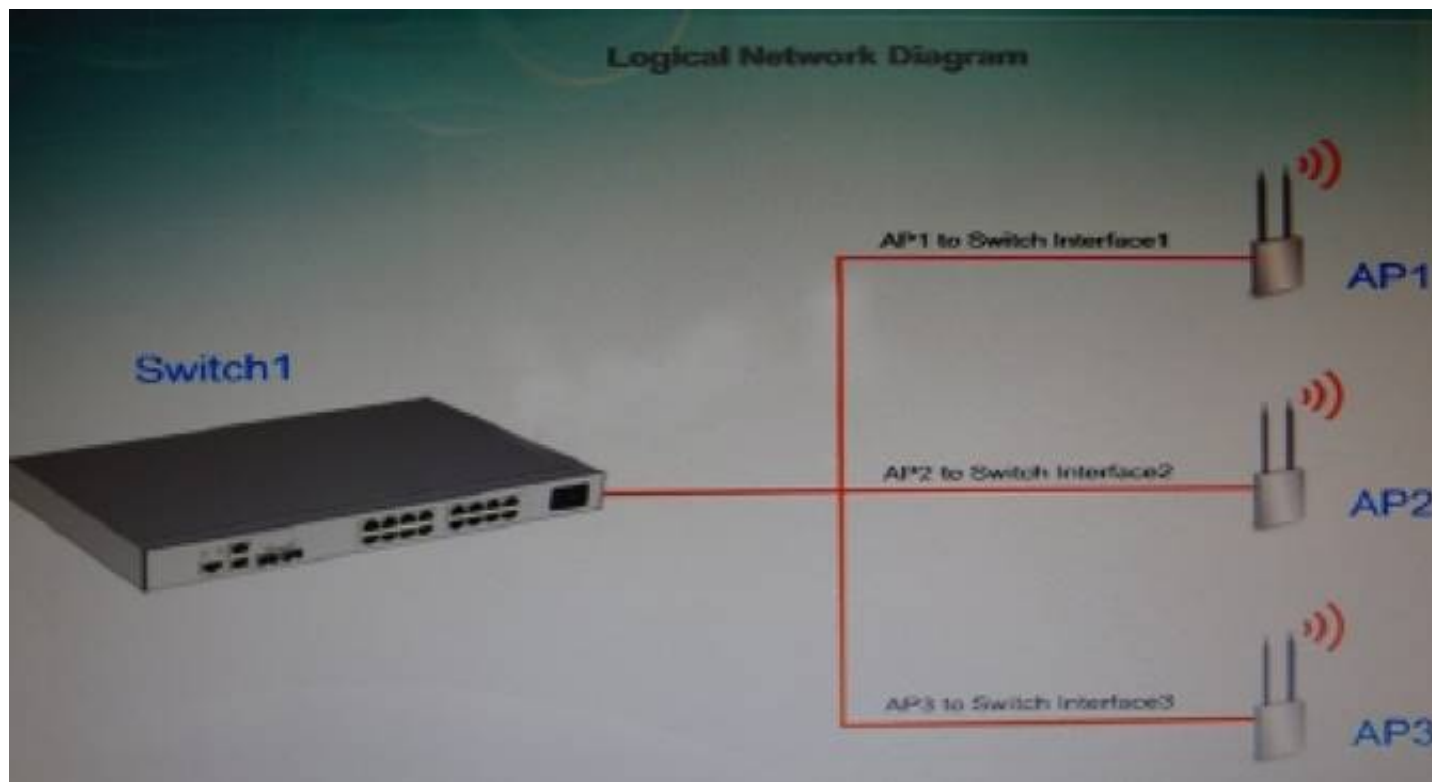 Logical Network Diagram
AP1 to Switch Interface1
AP1
Switch1
AP2 to Switch Interface2
AP2
AP3 to Switch Interface3
AP3